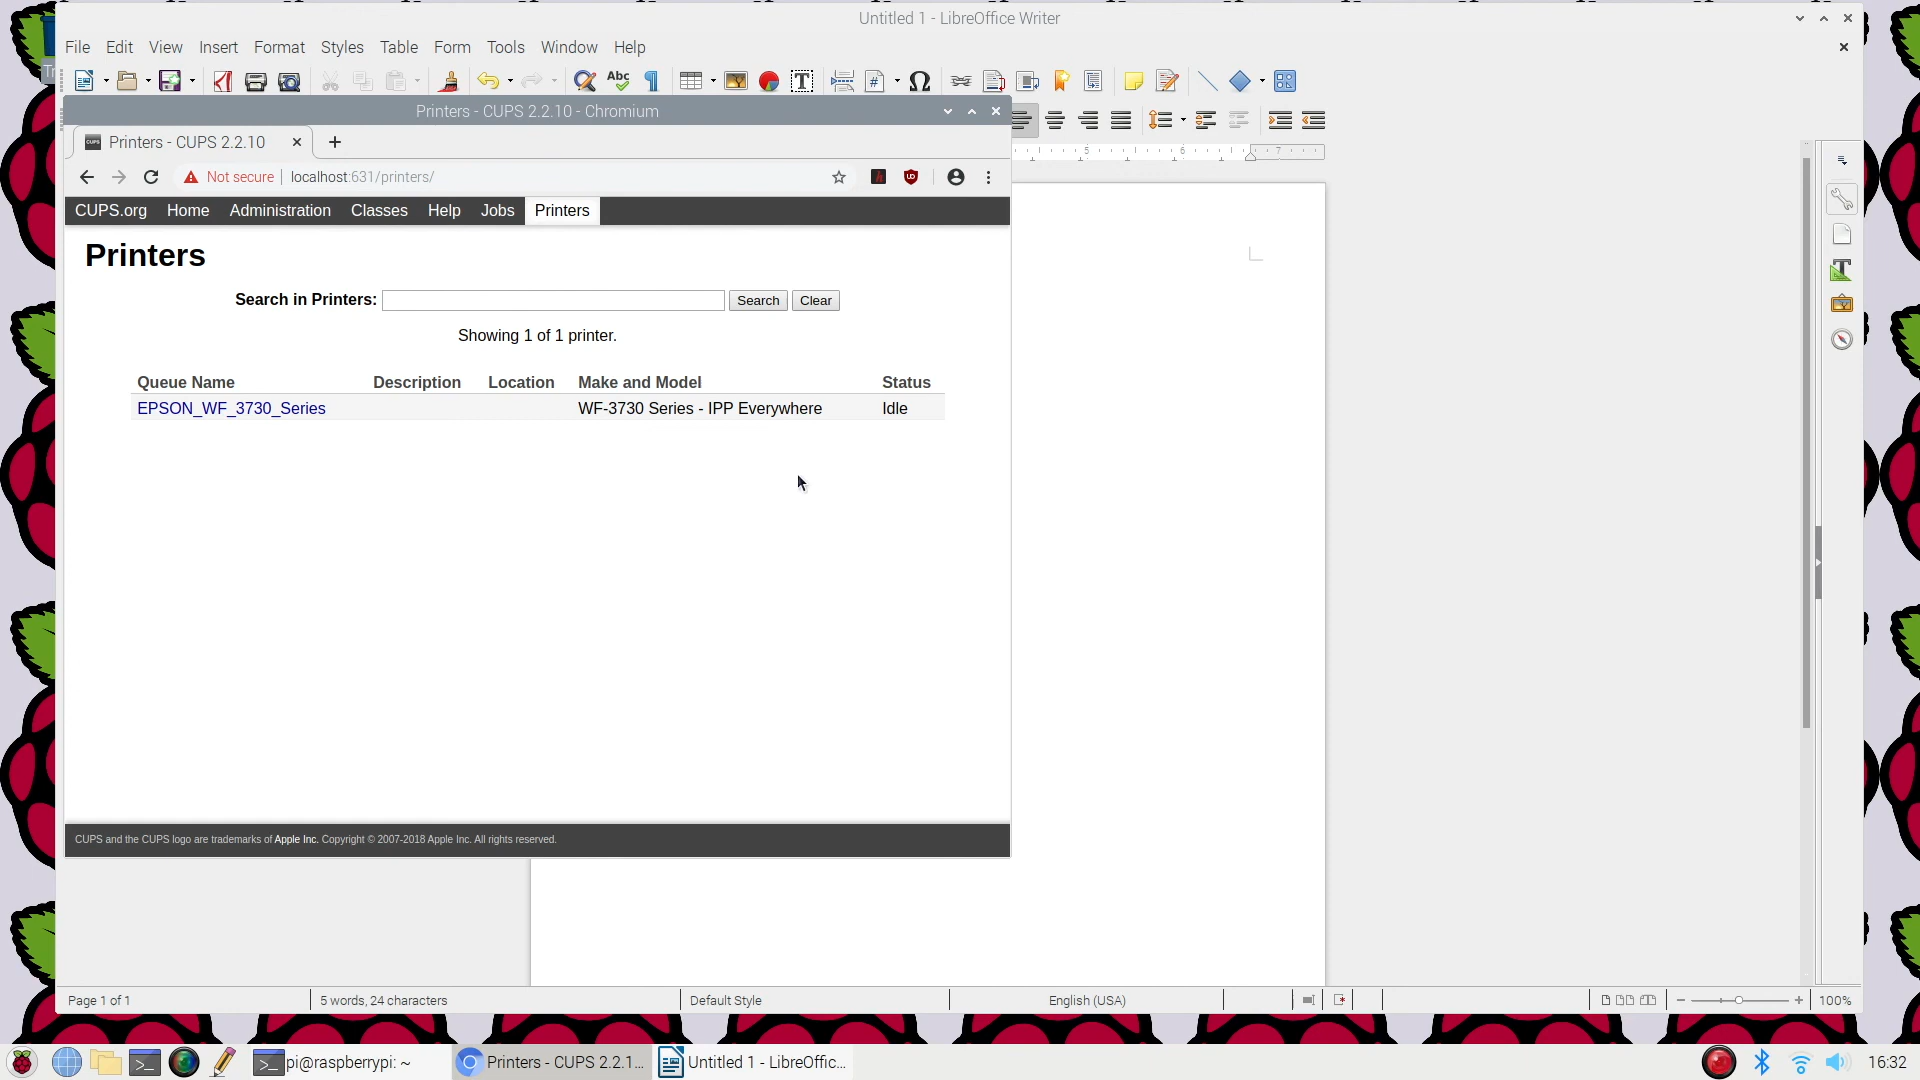 Untitled 1 - LibreOffice Writer
File Edit View Insert Format Styles Table Form Tools Window Help
Abc
Printers - CUPS 2.2.10 - Chromium
Printers - CUPS 2.2.10
Not secure localhost:631/printers/
CUPS.org Home Administration Classes Help Jobs Printers
5 6 7
Printers
Search in Printers: Search Clear
Showing 1 of 1 printer.
Queue Name Description Location Make and Model Status
EPSON_WF_3730_Series WF-3730 Series - IPP Everywhere Idle
CUPS and the CUPS logo are trademarks of Apple Inc. Copyright © 2007-2018 Apple Inc. All rights reserved.
Page 1 of 1 5 words, 24 characters Default Style English (USA) 100%
pi@raspberrypi: ~ Printers - CUPS 2.2.1... Untitled 1 - LibreOffic... 16:32